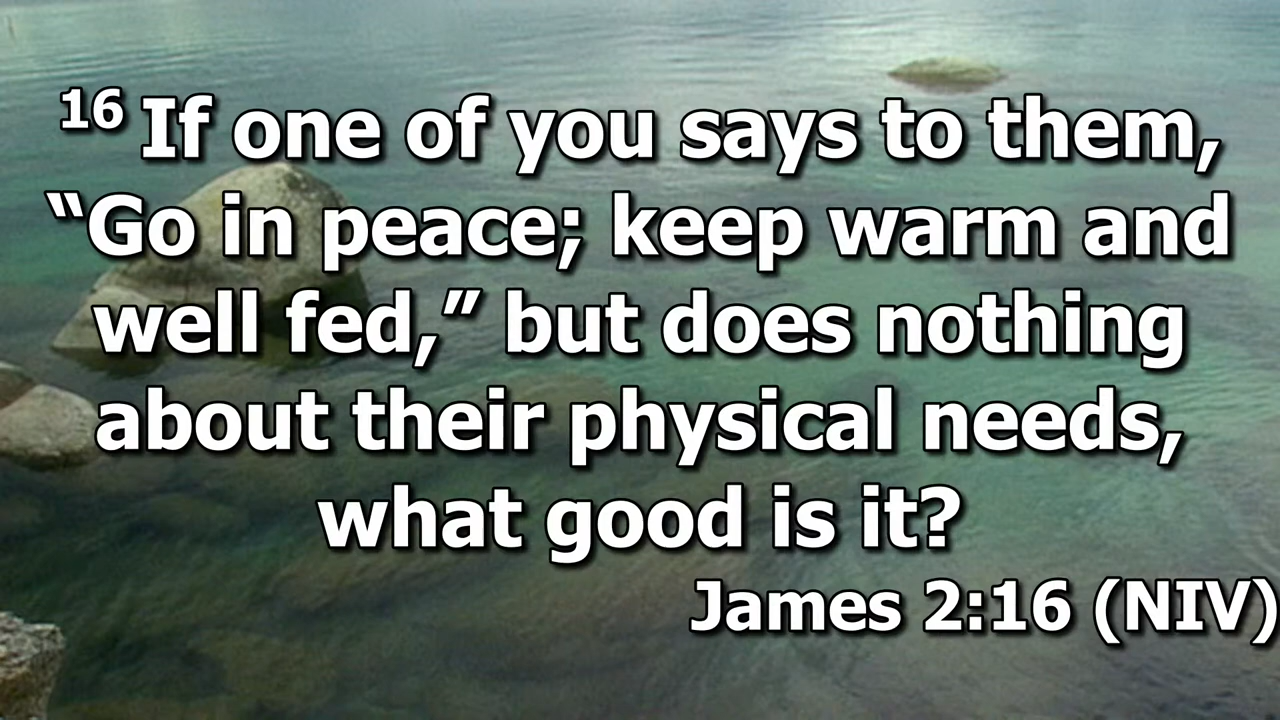 16 If one of you says to them,
“Go in peace; keep warm and
well fed,” but does nothing
about their physical needs,
what good is it?
James 2:16 (NIV)